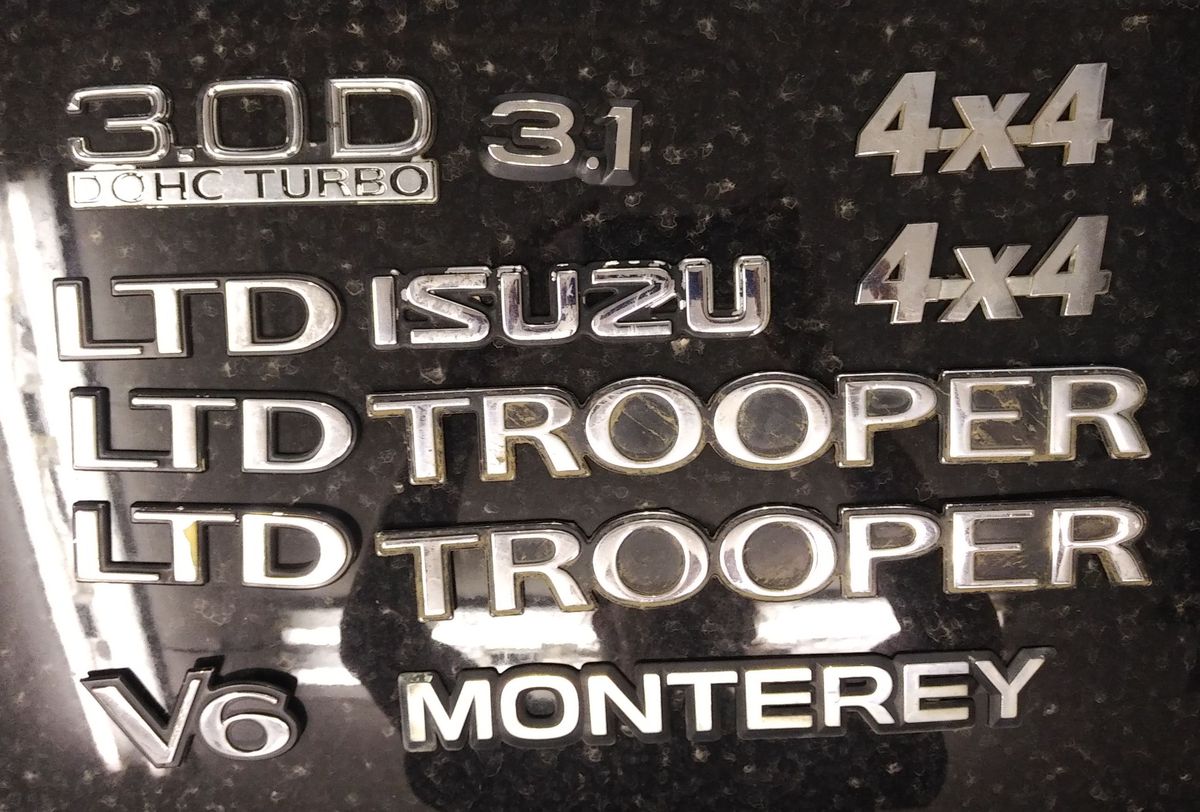 3.0D 3.1 4x4
DOHC TURBO
4x4
LTD ISUZU
LTD TROOPER
LTD TROOPER
V6 MONTEREY